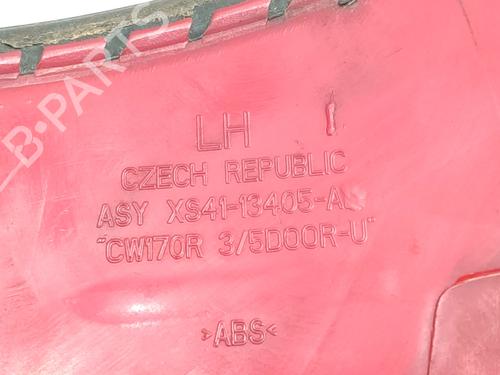 B-PARTS
LH I
CZECH REPUBLIC
ASY XS41-13405-A
"CW170R 3/5DOOR-U"
>ABS<